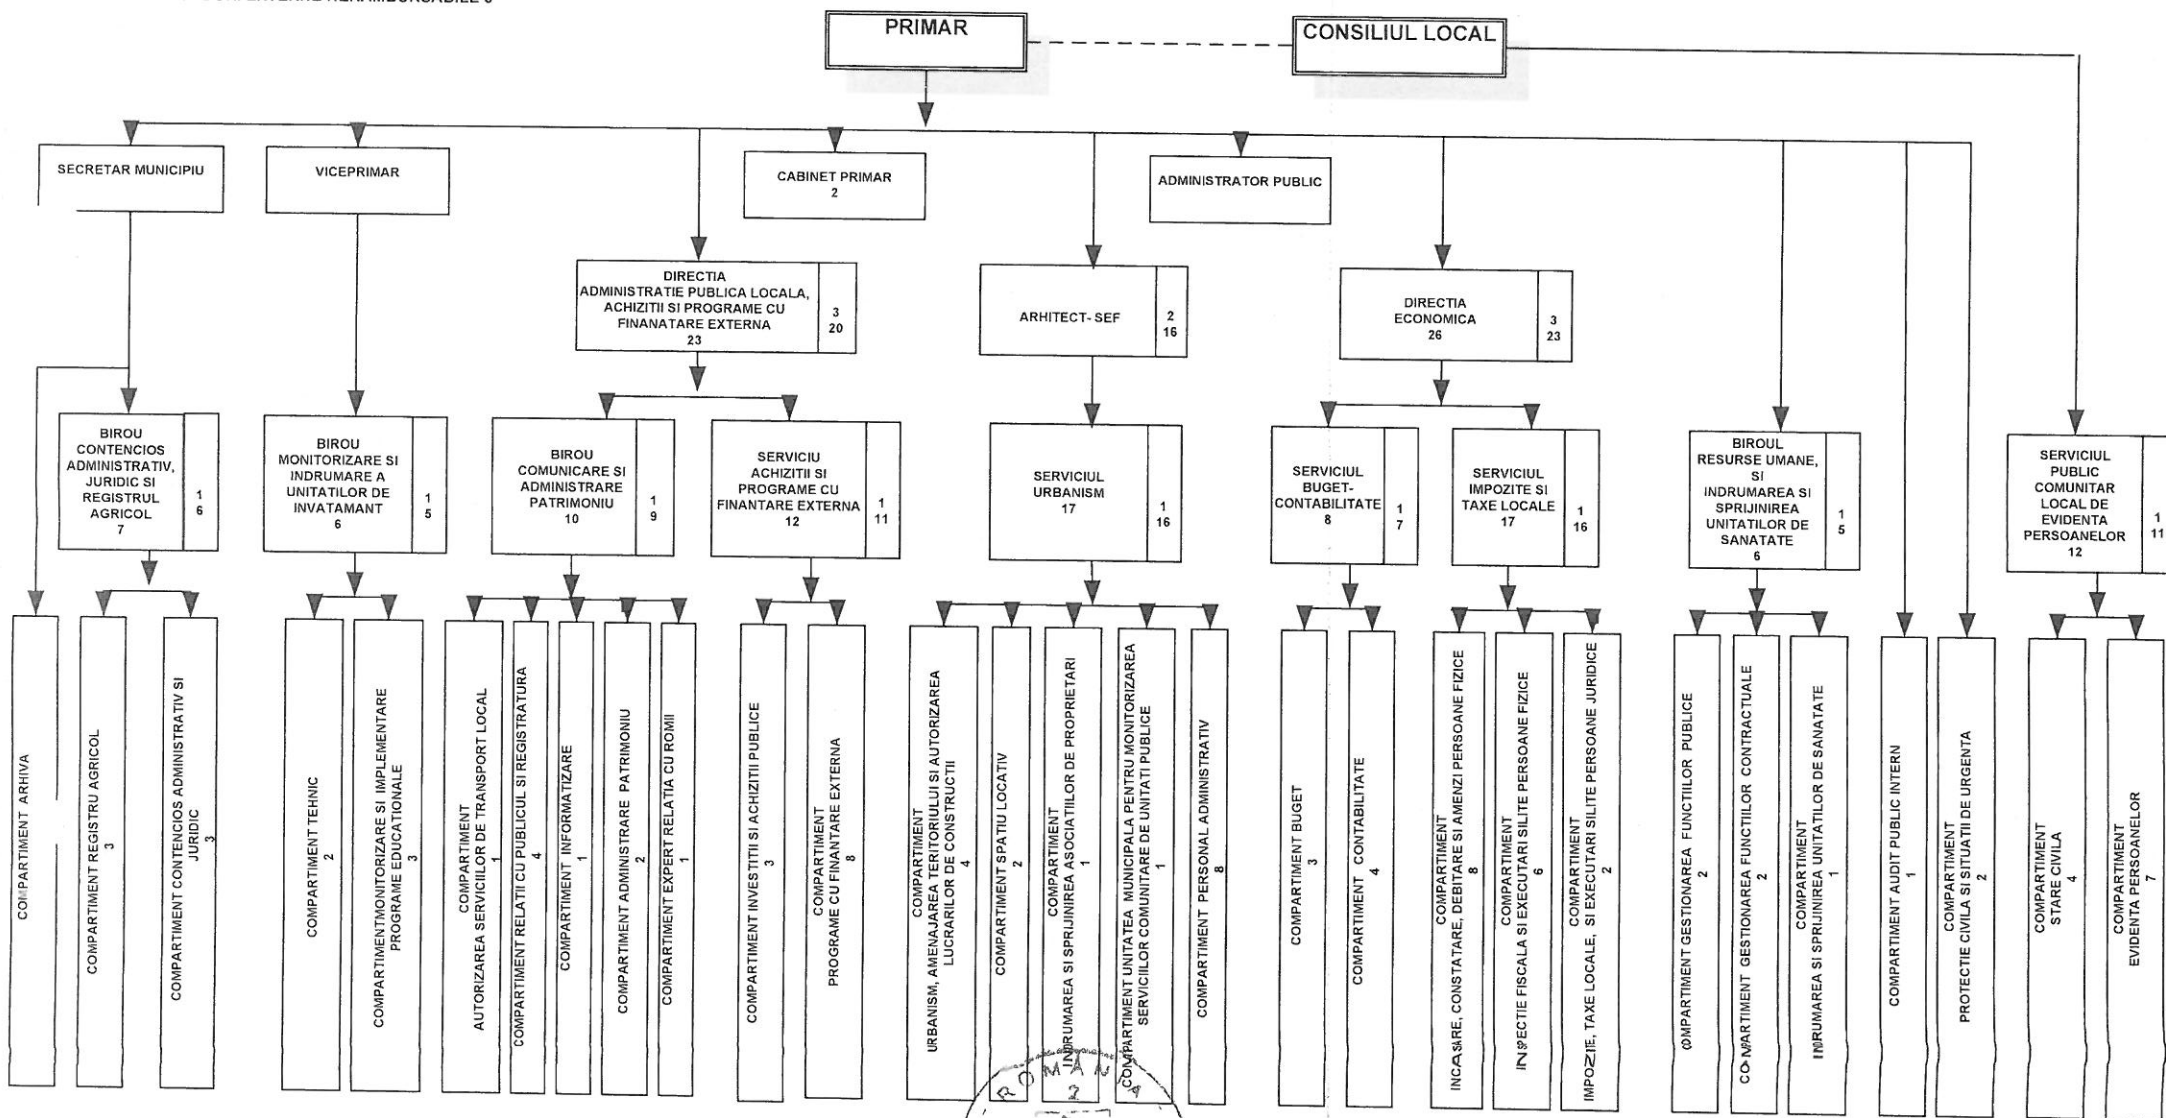 PRIMAR
CONSILIUL LOCAL
SECRETAR MUNICIPIU
VICEPRIMAR
CABINET PRIMAR
2
ADMINISTRATOR PUBLIC
DIRECTIA
ADMINISTRATIE PUBLICA LOCALA,
ACHIZITII SI PROGRAME CU
FINANATARE EXTERNA
23
3
20
ARHITECT- SEF
2
16
DIRECTIA
ECONOMICA
26
3
23
BIROU
CONTENCIOS
ADMINISTRATIV,
JURIDIC SI
REGISTRUL
AGRICOL
7
1
6
BIROU
MONITORIZARE SI
INDRUMARE A
UNITATILOR DE
INVATAMANT
6
1
5
BIROU
COMUNICARE SI
ADMINISTRARE
PATRIMONIU
10
1
9
SERVICIU
ACHIZITII SI
PROGRAME CU
FINANTARE EXTERNA
12
1
11
SERVICIUL
URBANISM
17
1
16
SERVICIUL
BUGET-
CONTABILITATE
8
1
7
SERVICIUL
IMPOZITE SI
TAXE LOCALE
17
1
16
BIROUL
RESURSE UMANE,
SI
INDRUMAREA SI
SPRIJINIREA
UNITATILOR DE
SANATATE
6
1
5
SERVICIUL
PUBLIC
COMUNITAR
LOCAL DE
EVIDENTA
PERSOANELOR
12
1
11
COMPARTIMENT ARHIVA
COMPARTIMENT REGISTRU AGRICOL
3
COMPARTIMENT CONTENCIOS ADMINISTRATIV SI
JURIDIC
3
COMPARTIMENT TEHNIC
2
COMPARTIMENTMONITORIZARE SI IMPLEMENTARE
PROGRAME EDUCATIONALE
3
COMPARTIMENT
AUTORIZAREA SERVICIILOR DE TRANSPORT LOCAL
1
COMPARTIMENT RELATII CU PUBLICUL SI REGISTRATURA
4
COMPARTIMENT INFORMATIZARE
1
COMPARTIMENT ADMINISTRARE PATRIMONIU
2
COMPARTIMENT EXPERT RELATIA CU ROMII
1
COMPARTIMENT INVESTITII SI ACHIZITII PUBLICE
3
COMPARTIMENT
PROGRAME CU FINANTARE EXTERNA
8
COMPARTIMENT
URBANISM, AMENAJAREA TERITORIULUI SI AUTORIZAREA
LUCRARILOR DE CONSTRUCTII
4
COMPARTIMENT SPATIU LOCATIV
2
COMPARTIMENT
INDRUMAREA SI SPRIJINIREA ASOCIATIILOR DE PROPRIETARI
1
COMPARTIMENT UNITATEA MUNICIPALA PENTRU MONITORIZAREA
SERVICIILOR COMUNITARE DE UNITATI PUBLICE
1
COMPARTIMENT PERSONAL ADMINISTRATIV
8
COMPARTIMENT BUGET
3
COMPARTIMENT CONTABILITATE
4
COMPARTIMENT
INCASARE, CONSTATARE, DEBITARE SI AMENZI PERSOANE FIZICE
8
COMPARTIMENT
INSPECTIE FISCALA SI EXECUTARI SILITE PERSOANE FIZICE
6
COMPARTIMENT
IMPOZITE, TAXE LOCALE, SI EXECUTARI SILITE PERSOANE JURIDICE
2
COMPARTIMENT GESTIONAREA FUNCTIILOR PUBLICE
2
COMPARTIMENT GESTIONAREA FUNCTIILOR CONTRACTUALE
2
COMPARTIMENT
INDRUMAREA SI SPRIJINIREA UNITATILOR DE SANATATE
1
COMPARTIMENT AUDIT PUBLIC INTERN
1
COMPARTIMENT
PROTECTIE CIVILA SI SITUATII DE URGENTA
2
COMPARTIMENT
STARE CIVILA
4
COMPARTIMENT
EVIDENTA PERSOANELOR
7
ROMANIA
2